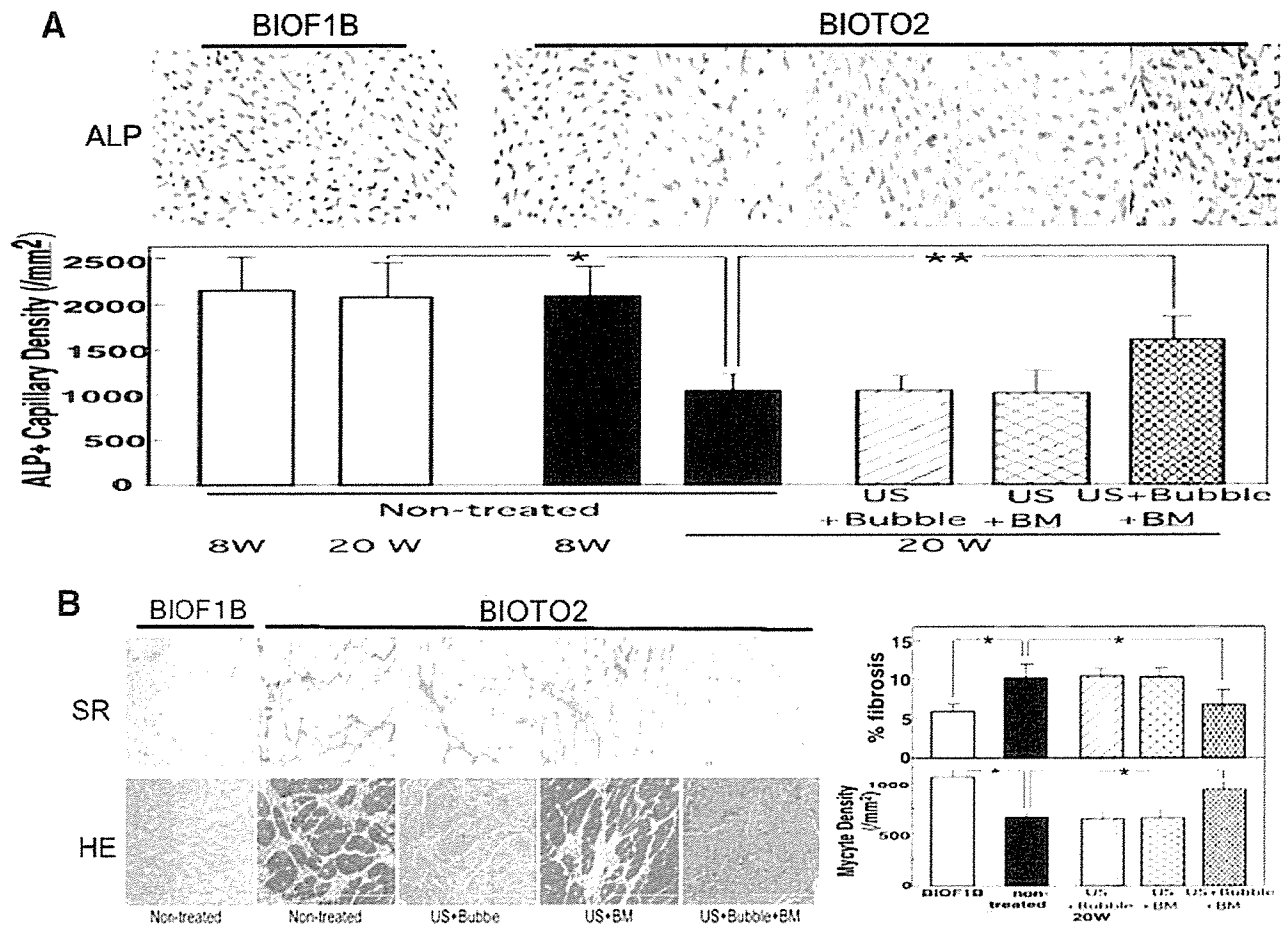 A
BIOF1B BIOTO2
ALP
ALP+ Capillary Density (/mm²)
2500
2000
1500
1000
500
0
* **
US US US+Bubble
+Bubble +BM +BM
Non-treated
8W 20 W 8W 20 W
B
BIOF1B BIOTO2
SR
HE
Non-treated Non-treated US+Bubbe US+BM US+Bubble+BM
% fibrosis
15
10
5
0
* *
Mycyte Density
(/mm²)
1000
500
0
* *
BIOF1B non- US US US+Bubble
treated +Bubble +BM +BM
20W